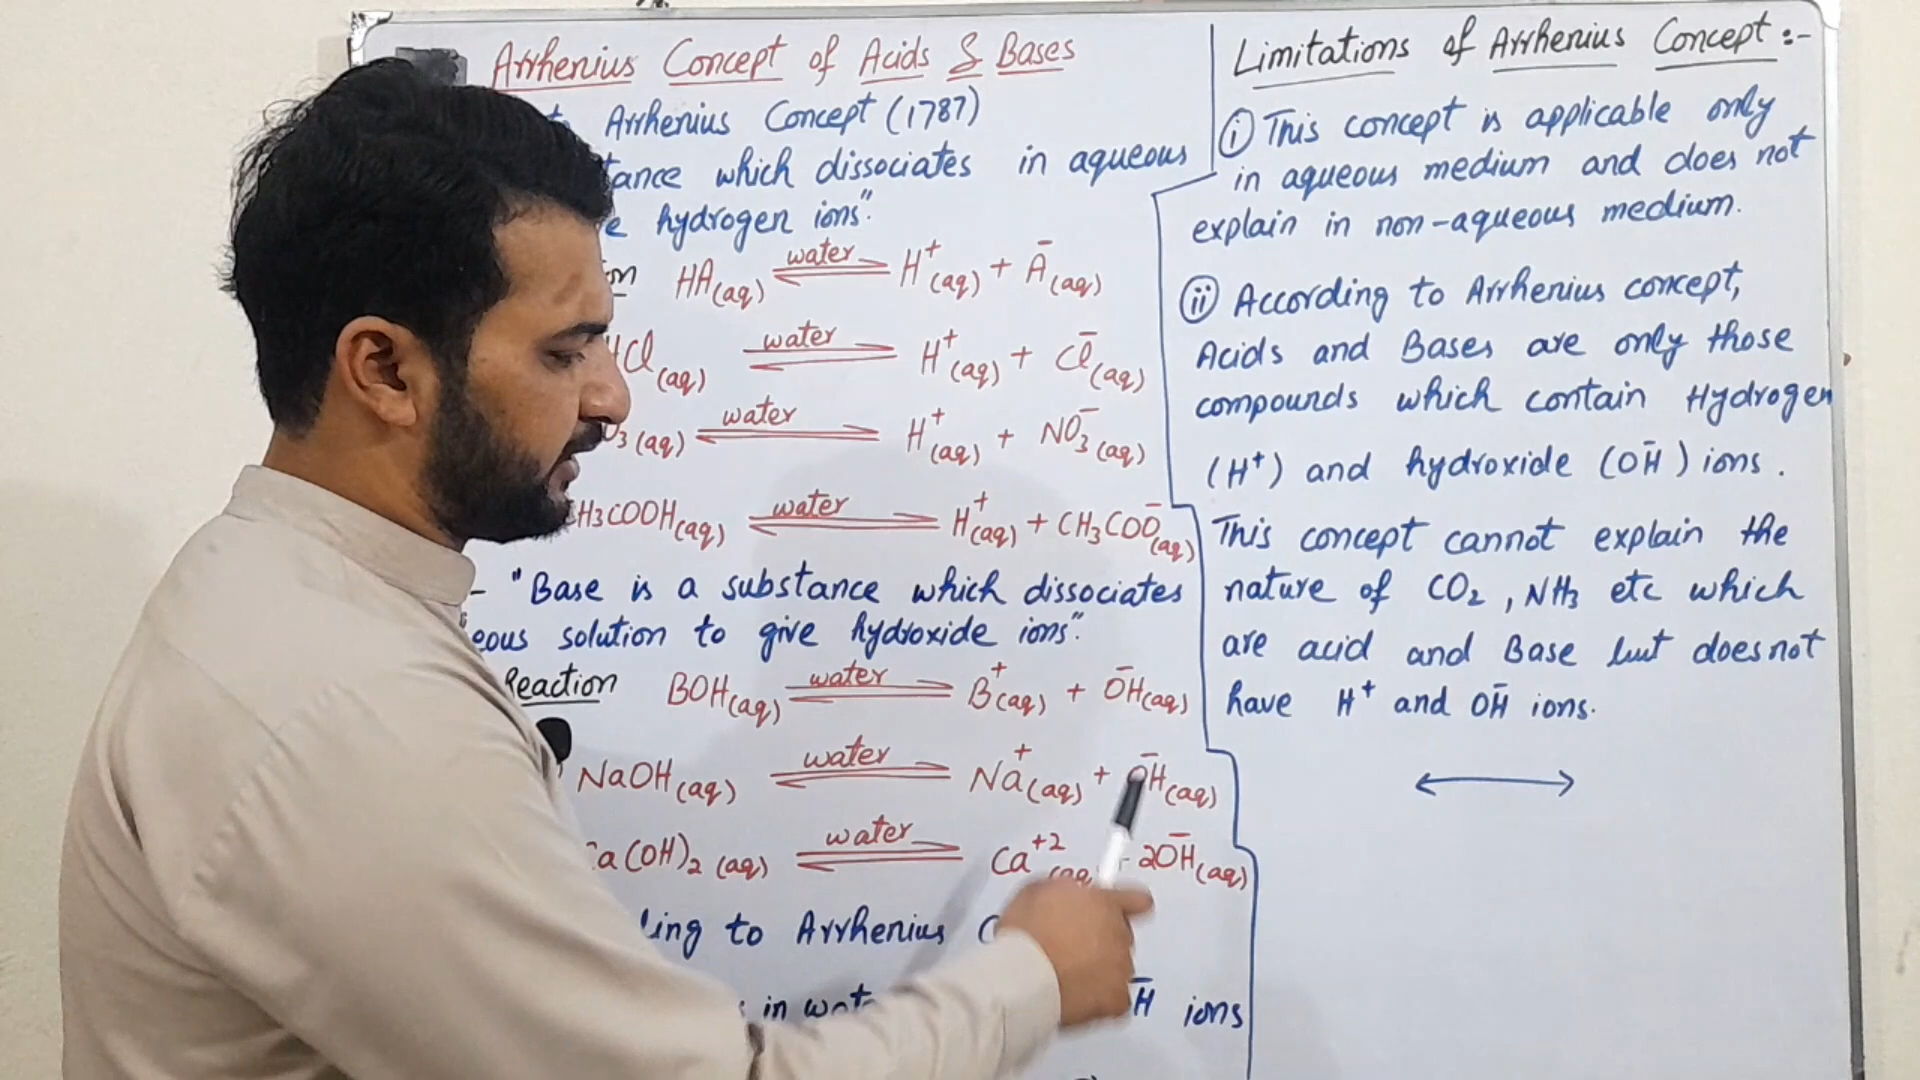 Arrhenius Concept of Acids & Bases
Arrhenius Concept (1787)
which dissociates in aqueous
hydrogen ions".
HA(aq) water ⇌ H⁺(aq) + A⁻(aq)
Cl(aq) water ⇌ H⁺(aq) + Cl⁻(aq)
O₃(aq) water ⇌ H⁺(aq) + NO₃⁻(aq)
H₃COOH(aq) water ⇌ H⁺(aq) + CH₃COO⁻(aq)
- "Base is a substance which dissociates
eous solution to give hydroxide ions".
Reaction BOH(aq) water ⇌ B⁺(aq) + OH⁻(aq)
NaOH(aq) water ⇌ Na⁺(aq) + OH⁻(aq)
a(OH)₂(aq) water ⇌ Ca⁺²(aq) + 2OH⁻(aq)
ding to Arrhenius C
in wat H ions
Limitations of Arrhenius Concept :-
(i) This concept is applicable only
in aqueous medium and does not
explain in non-aqueous medium.
(ii) According to Arrhenius concept,
Acids and Bases are only those
compounds which contain Hydrogen
(H⁺) and hydroxide (OH⁻) ions.
This concept cannot explain the
nature of CO₂, NH₃ etc which
are acid and Base but does not
have H⁺ and OH⁻ ions.